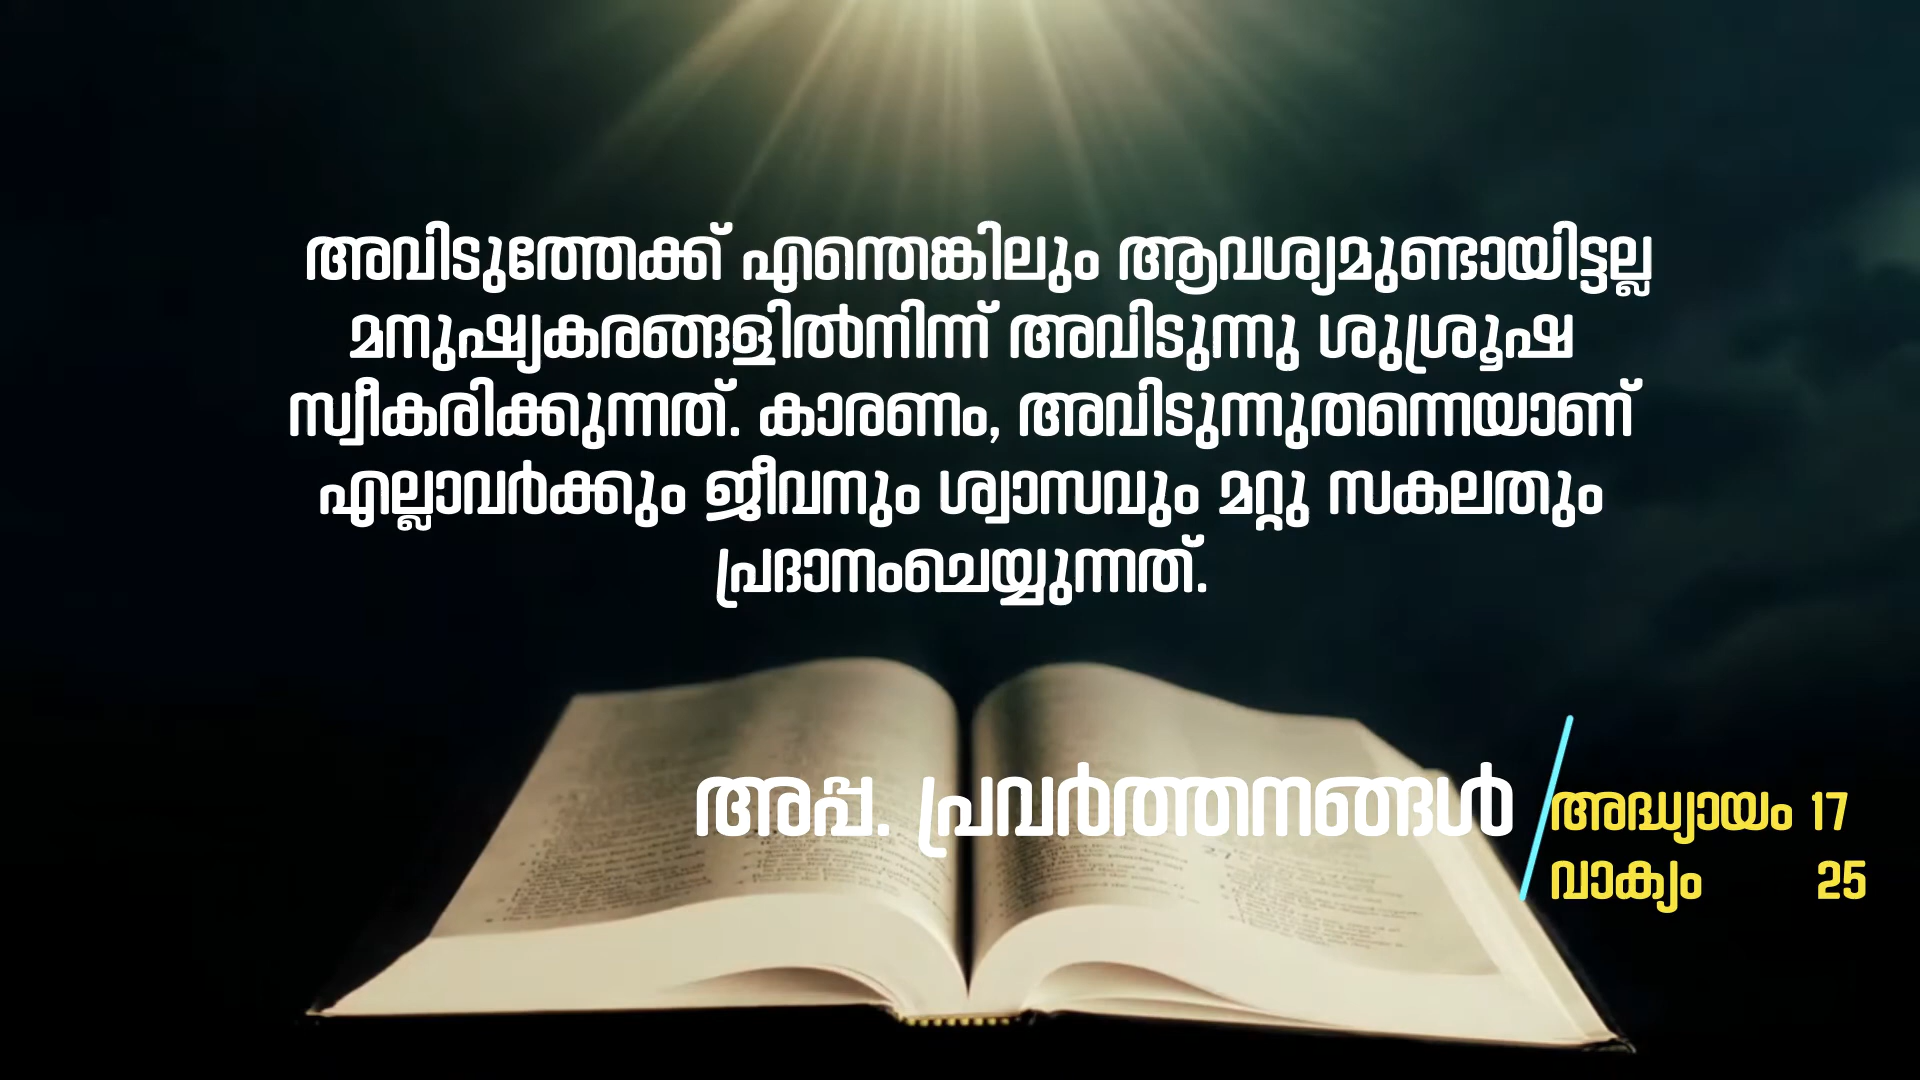 അവിടുത്തേക്ക് എന്തെങ്കിലും ആവശ്യമുണ്ടായിട്ടല്ല
മനുഷ്യകരങ്ങളിൽനിന്ന് അവിടുന്നു ശുശ്രൂഷ
സ്വീകരിക്കുന്നത്. കാരണം, അവിടുന്നുതന്നെയാണ്
എല്ലാവർക്കും ജീവനും ശ്വാസവും മറ്റു സകലതും
പ്രദാനംചെയ്യുന്നത്.
അപ്പ. പ്രവർത്തനങ്ങൾ
അദ്ധ്യായം 17
വാക്യം 25